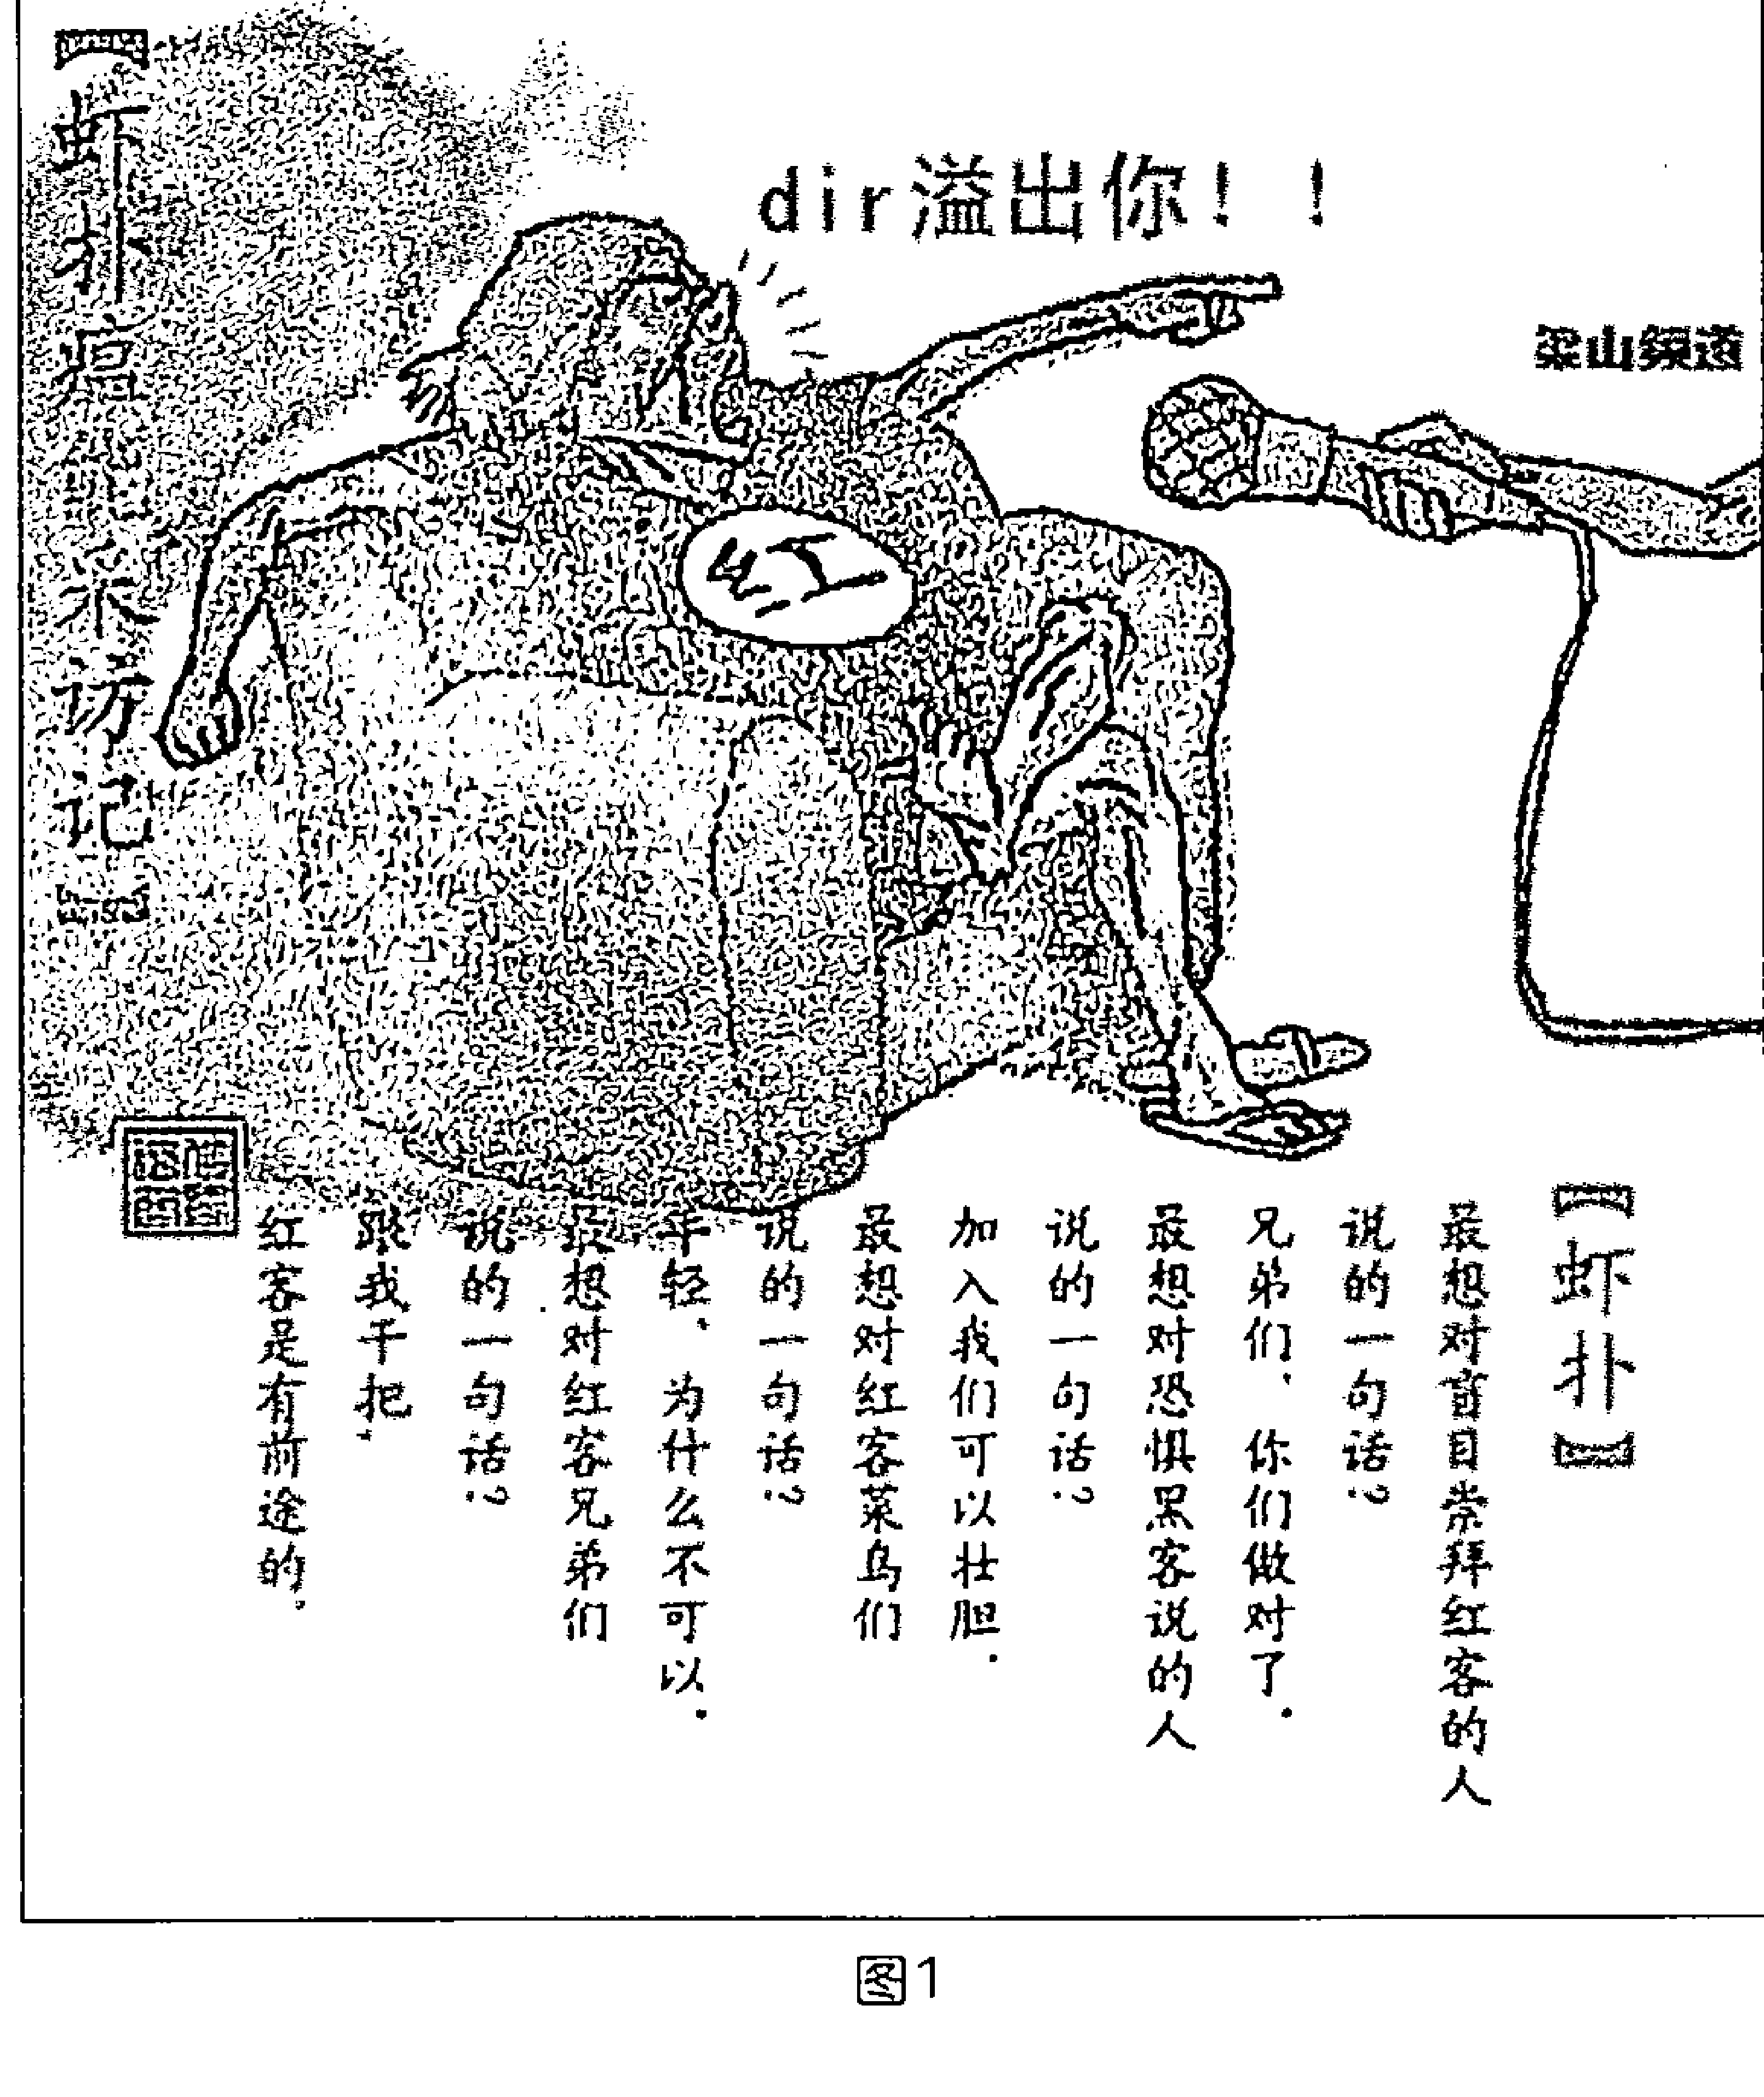 【虾扑瘟采访记】
dir溢出你！！
梁山频道
红
【虾扑】
最想对盲目崇拜红客的人
说的一句话？
兄弟们，你们做对了．
最想对恐惧黑客说的人
说的一句话？
加入我们可以壮胆．
最想对红客菜鸟们
说的一句话？
年轻，为什么不可以．
最想对红客兄弟们
说的一句话？
跟我干把，
红客是有前途的．
图1